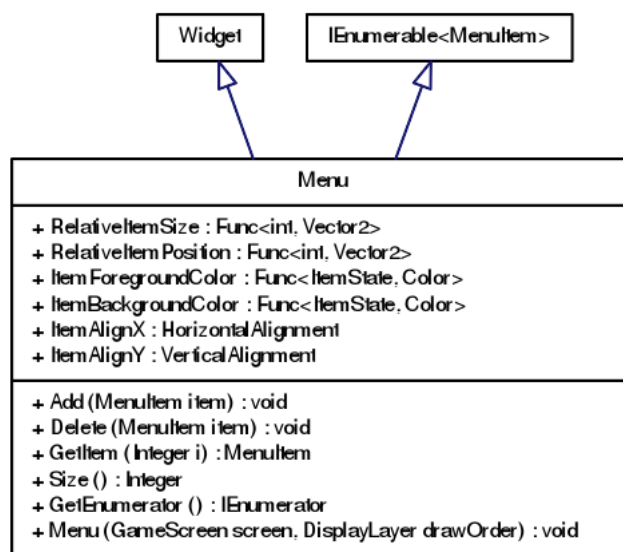 Widget
IEnumerable<MenuItem>
Menu
+ RelativeItemSize : Func<int, Vector2>
+ RelativeItemPosition : Func<int, Vector2>
+ ItemForegroundColor : Func<ItemState, Color>
+ ItemBackgroundColor : Func<ItemState, Color>
+ ItemAlignX : HorizontalAlignment
+ ItemAlignY : VerticalAlignment
+ Add (MenuItem item) : void
+ Delete (MenuItem item) : void
+ GetItem (Integer i) : MenuItem
+ Size () : Integer
+ GetEnumerator () : IEnumerator
+ Menu (GameScreen screen, DisplayLayer drawOrder) : void